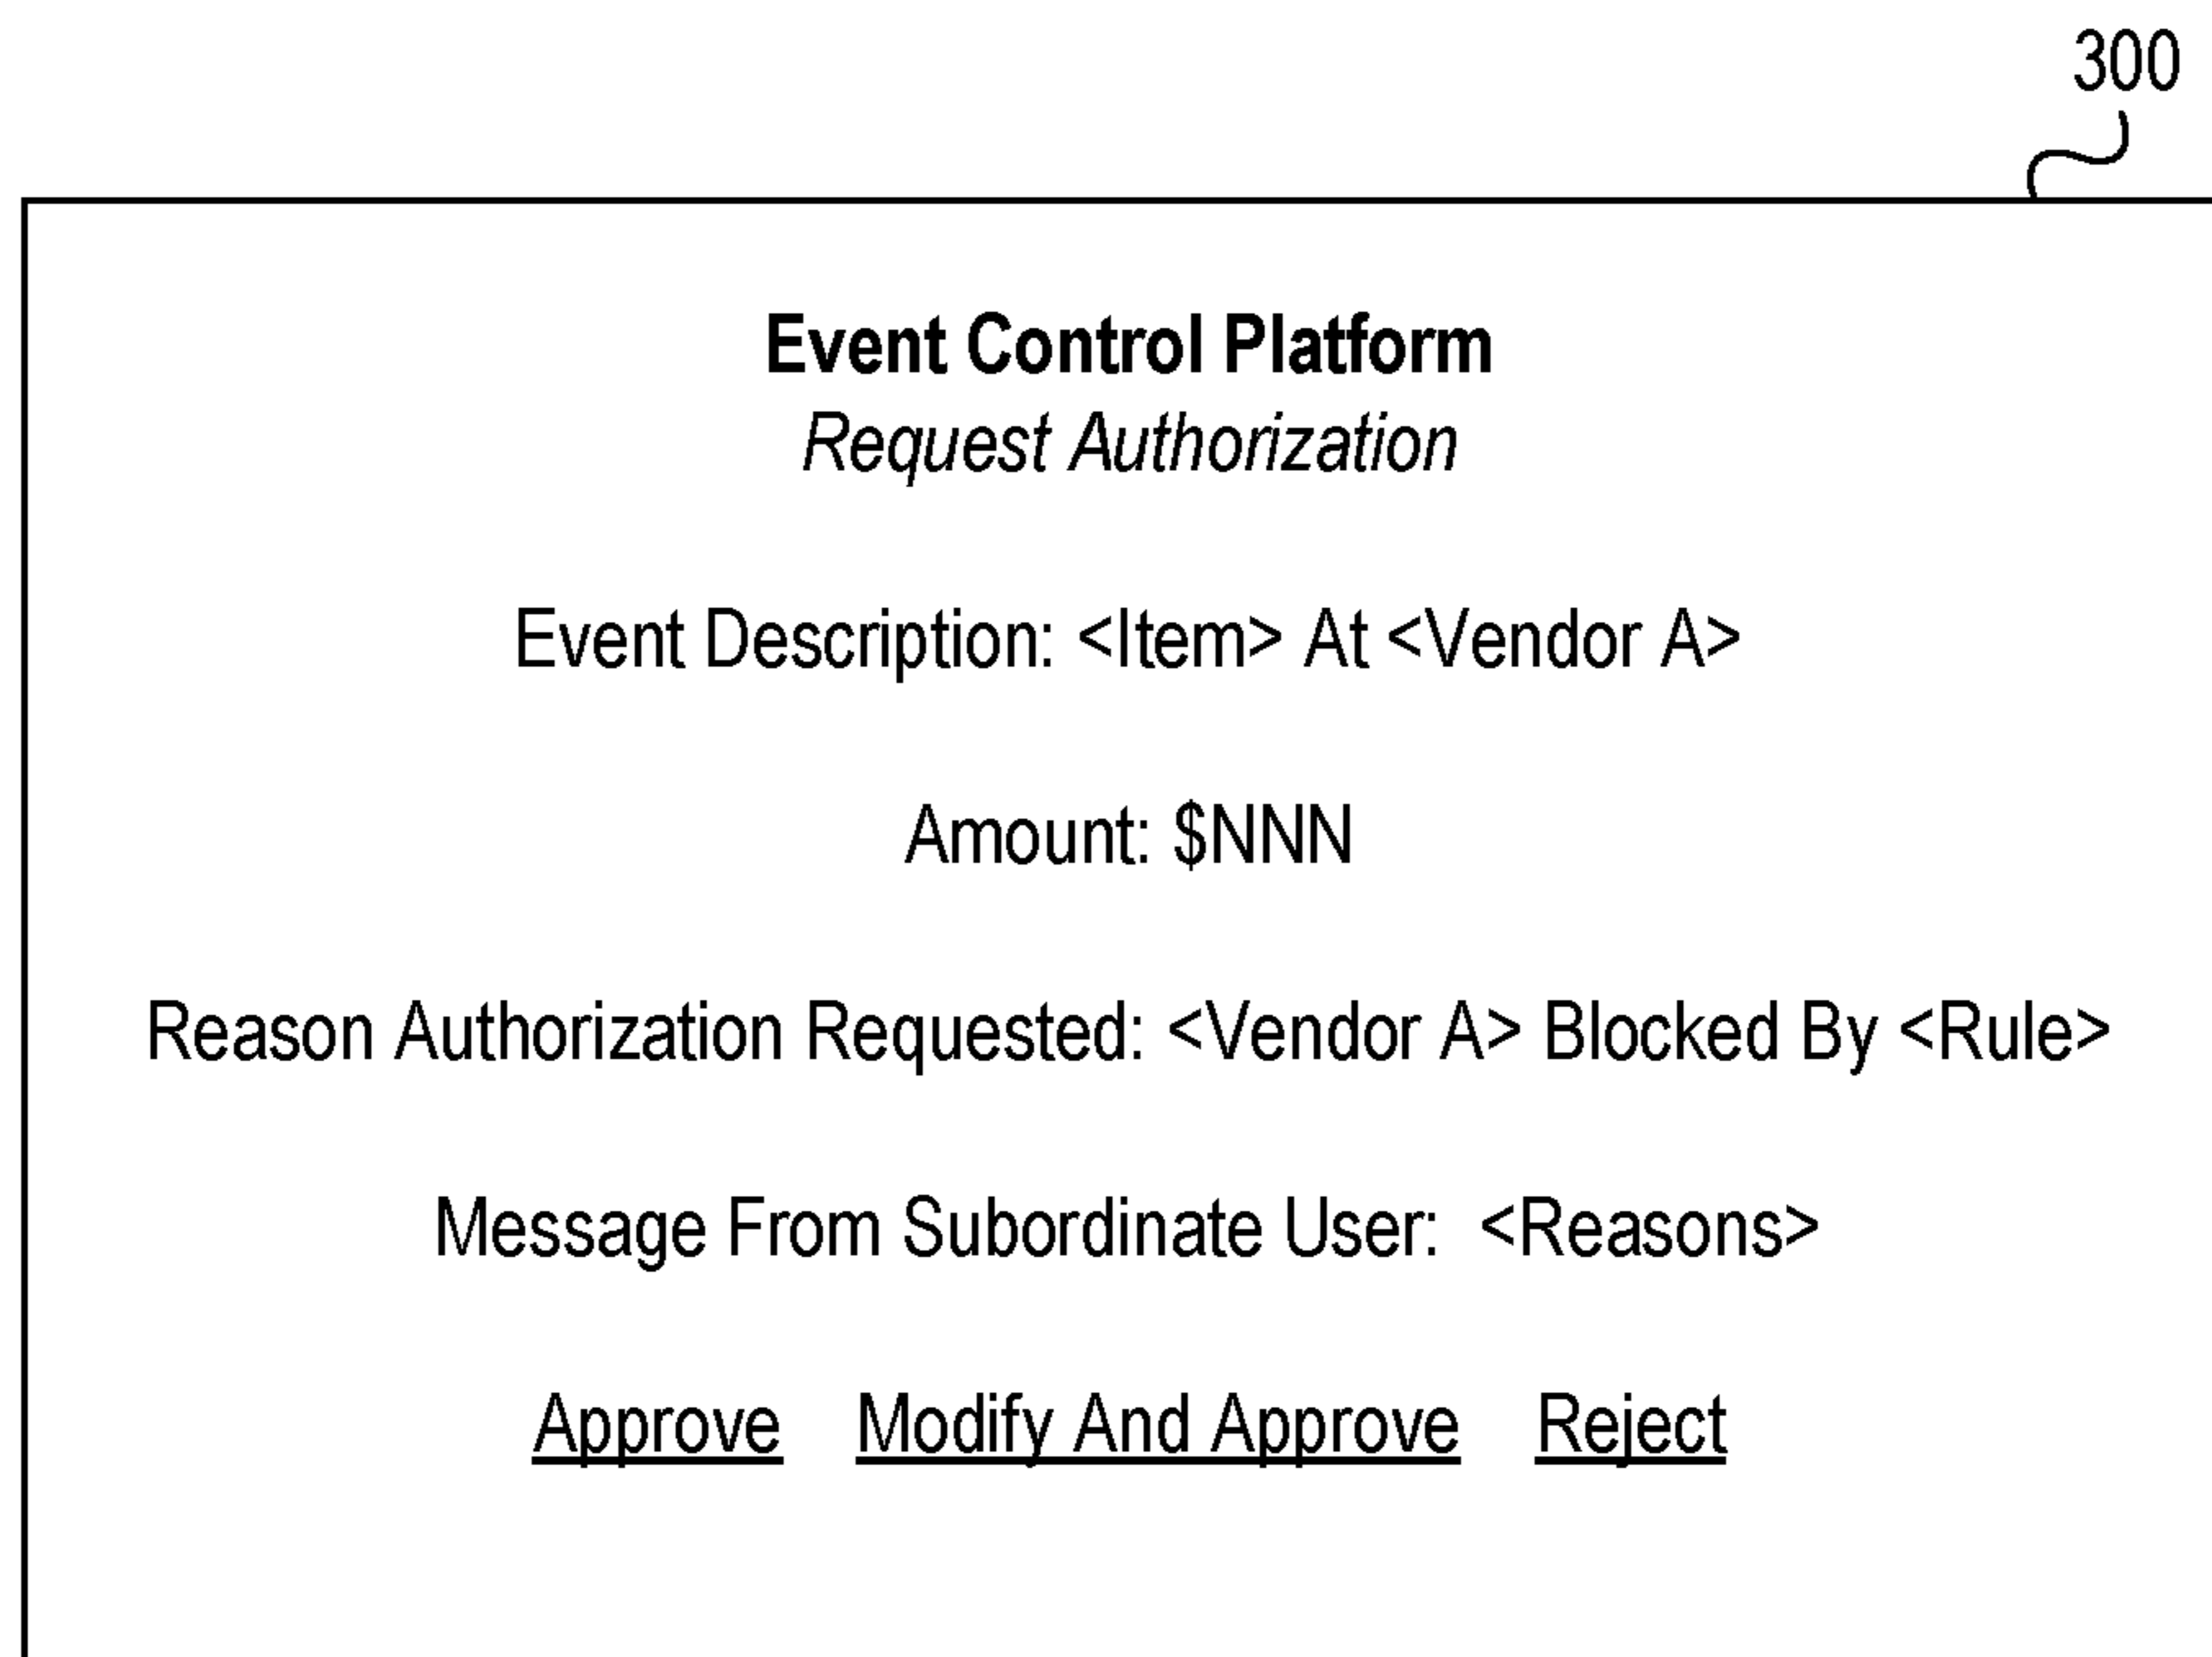 300
Event Control Platform
Request Authorization
Event Description: <Item> At <Vendor A>
Amount: $NNN
Reason Authorization Requested: <Vendor A> Blocked By <Rule>
Message From Subordinate User: <Reasons>
Approve Modify And Approve Reject